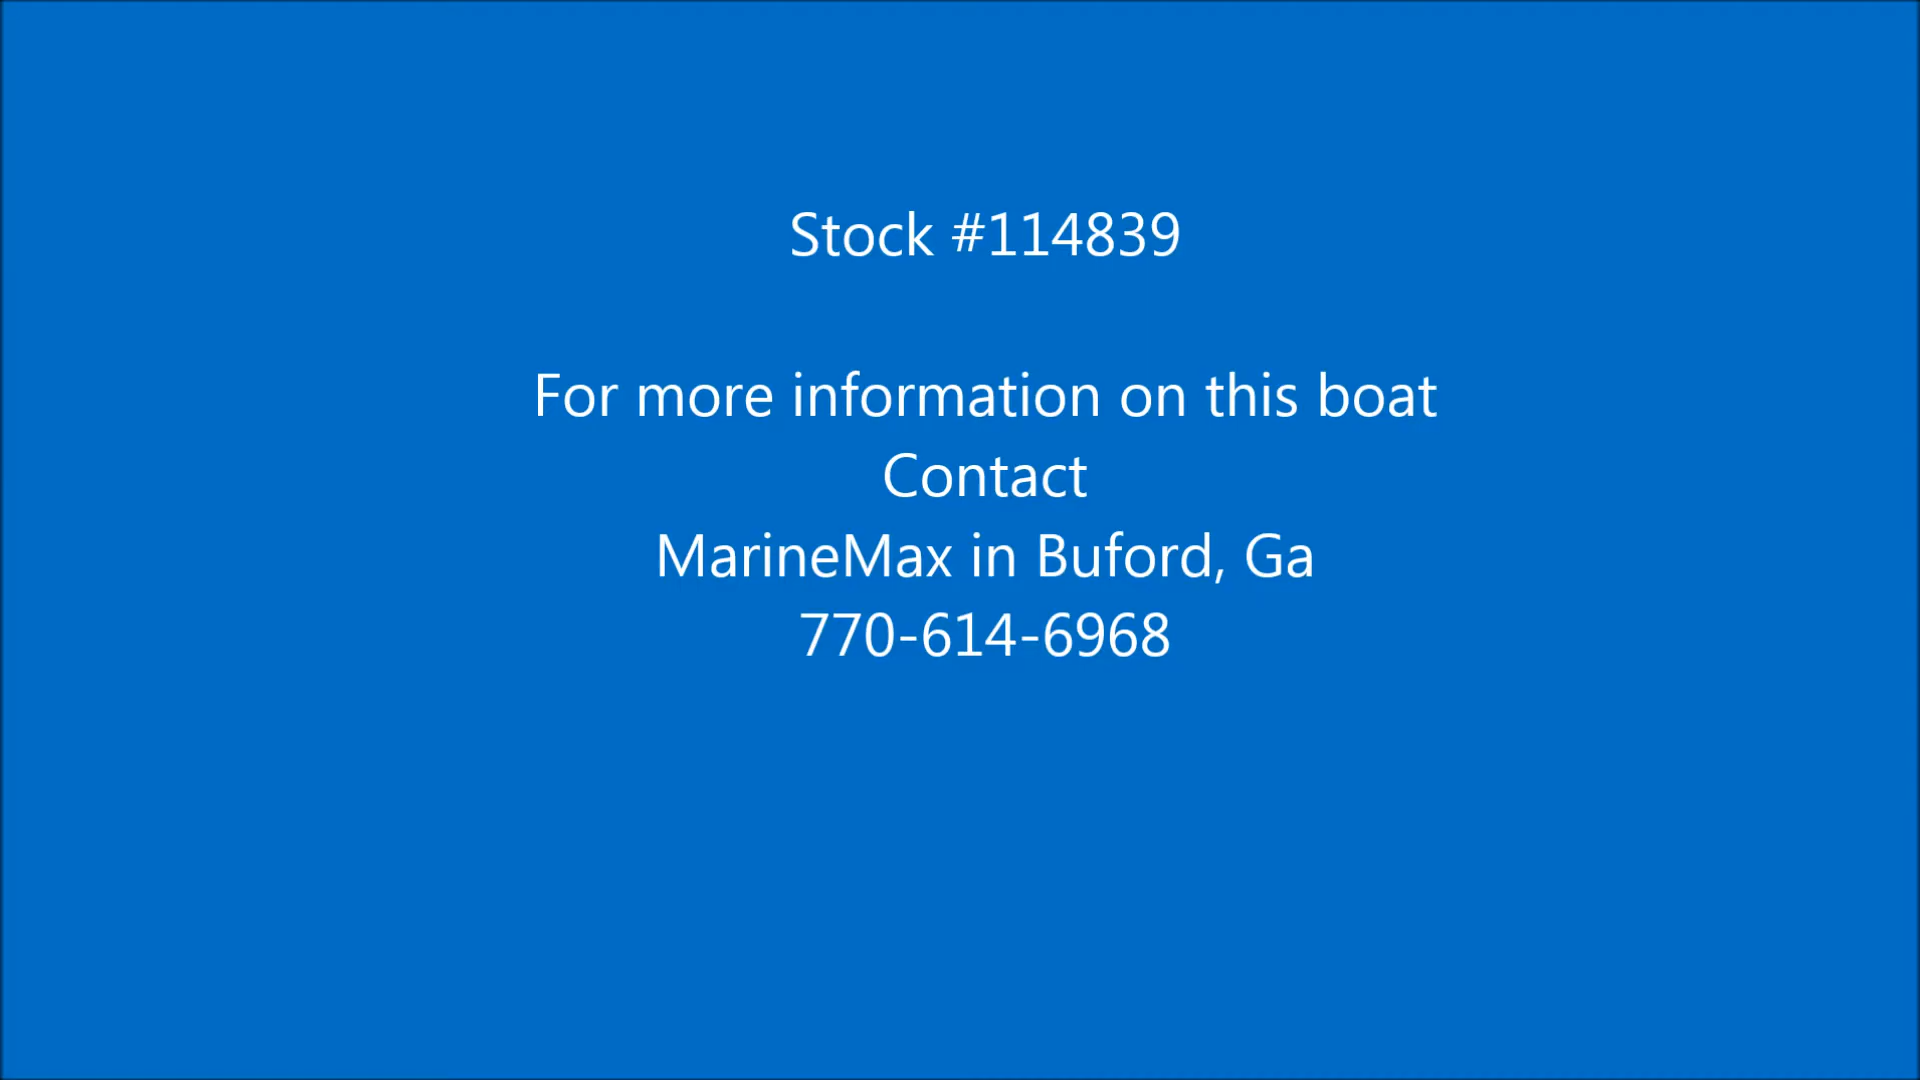 Stock #114839
For more information on this boat
Contact
MarineMax in Buford, Ga
770-614-6968